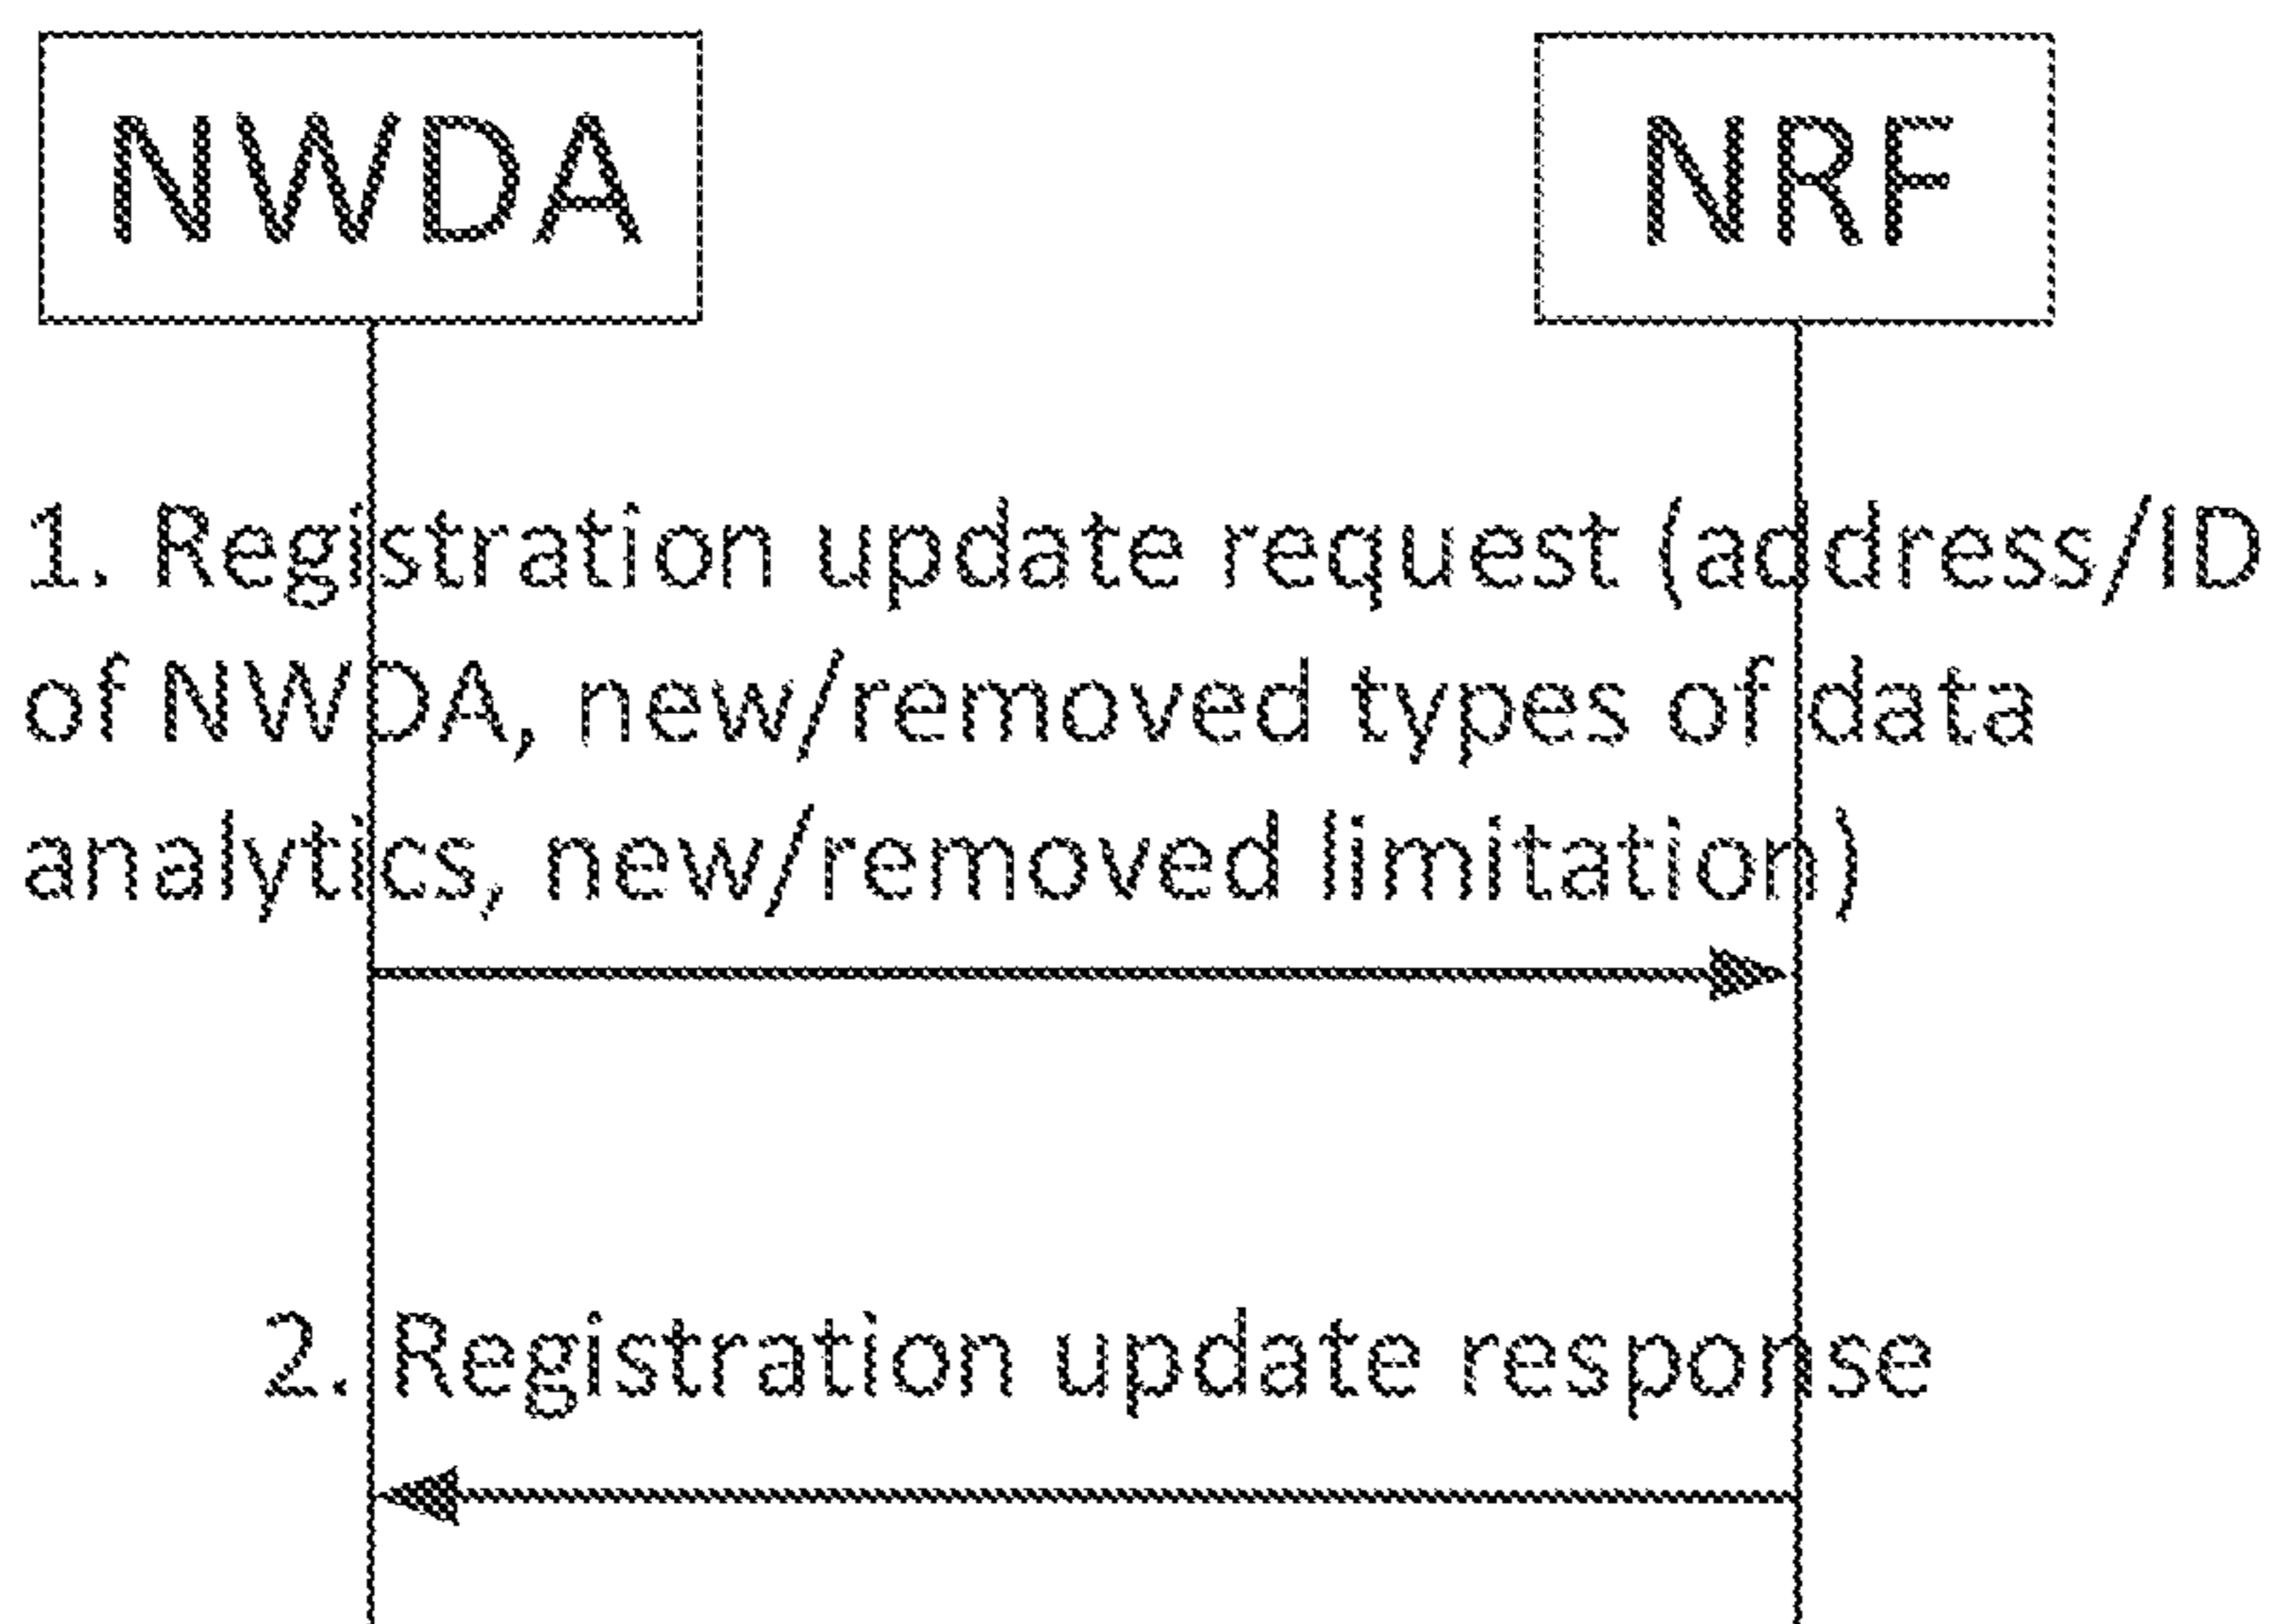 NWDA
NRF
1. Registration update request (address/ID
of NWDA, new/removed types of data
analytics, new/removed limitation)
2. Registration update response